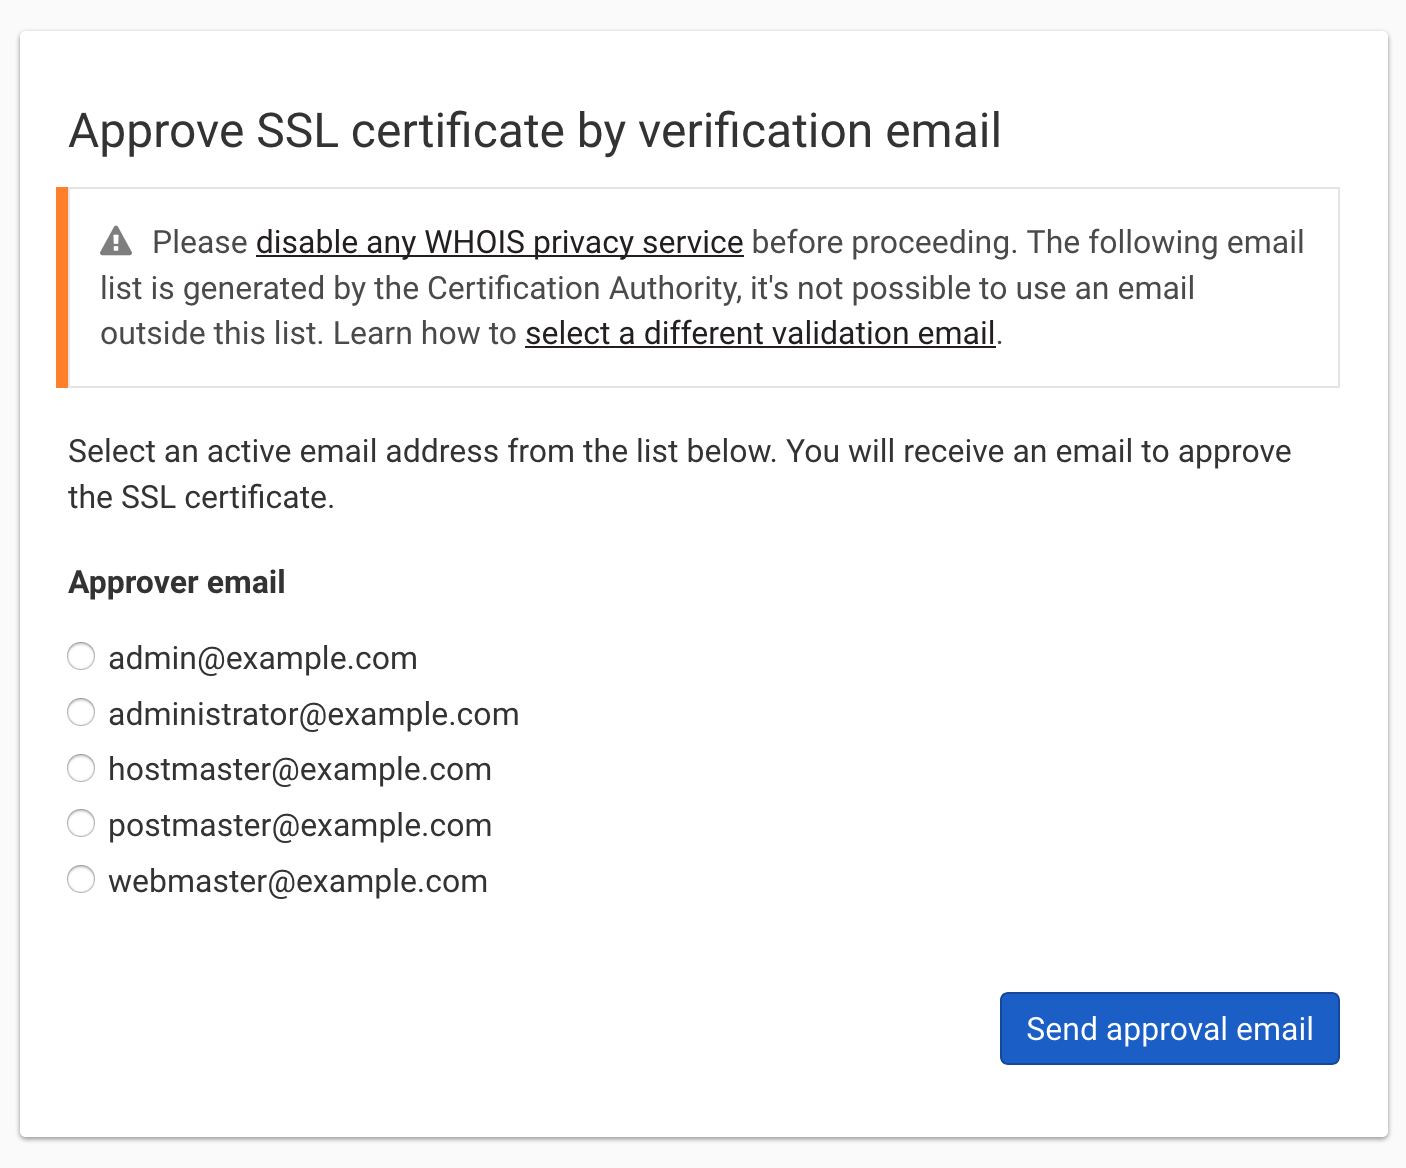 Approve SSL certificate by verification email
Please disable any WHOIS privacy service before proceeding. The following email
list is generated by the Certification Authority, it's not possible to use an email
outside this list. Learn how to select a different validation email.
Select an active email address from the list below. You will receive an email to approve
the SSL certificate.
Approver email
admin@example.com
administrator@example.com
hostmaster@example.com
postmaster@example.com
webmaster@example.com
Send approval email